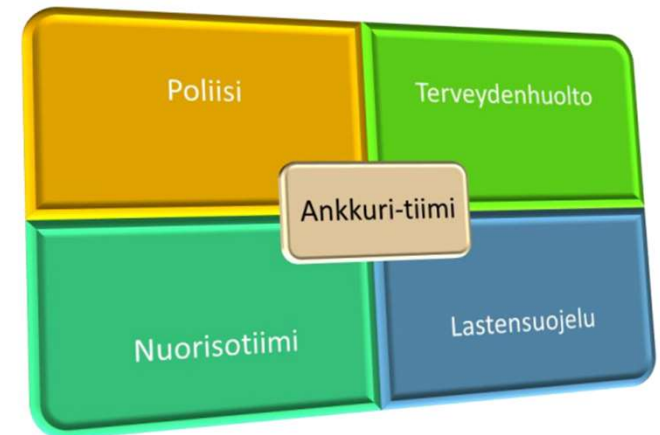 Poliisi
Terveydenhuolto
Ankkuri-tiimi
Nuorisotiimi
Lastensuojelu